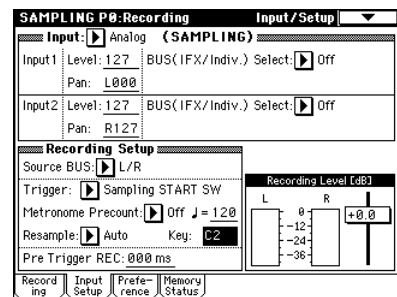 SAMPLING P0:Recording Input/Setup
Input: Analog (SAMPLING)
Input1 Level: 127 BUS(IFX/Indiv.) Select: Off
Pan: L000
Input2 Level: 127 BUS(IFX/Indiv.) Select: Off
Pan: R127
Recording Setup
Source BUS: L/R
Trigger: Sampling START SW
Metronome Precount: Off ♩= 120
Resample: Auto Key: C2
Pre Trigger REC: 000 ms
Recording Level [dB]
L R
0 +0.0
-12
-24
-36
Record Input Prefe- Memory
ing Setup rence Status